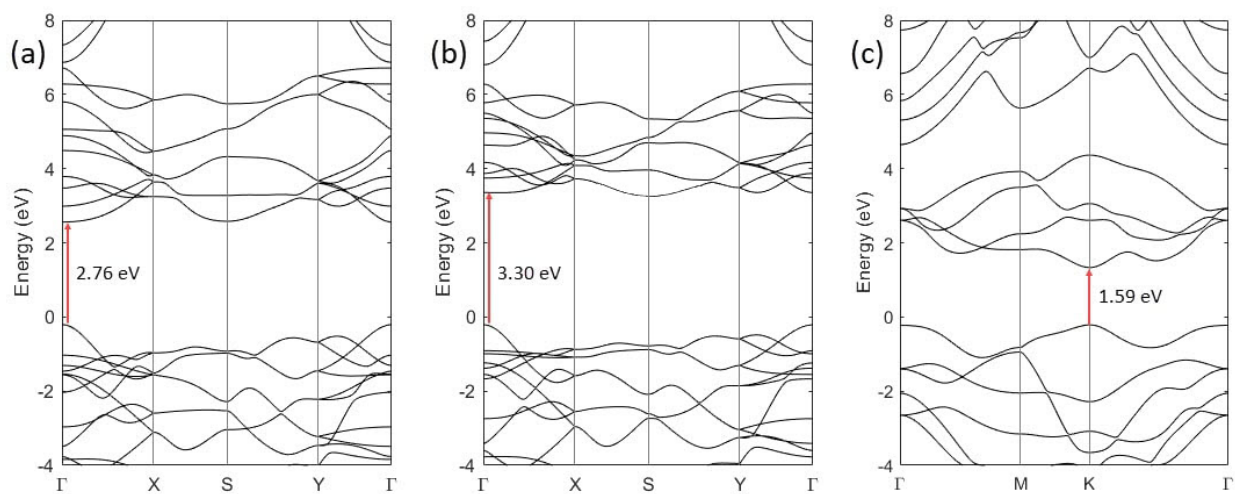 (a)
Energy (eV)
8
6
4
2
0
-2
-4
2.76 eV
Γ X S Y Γ
(b)
Energy (eV)
8
6
4
2
0
-2
-4
3.30 eV
Γ X S Y Γ
(c)
Energy (eV)
8
6
4
2
0
-2
-4
1.59 eV
Γ M K Γ